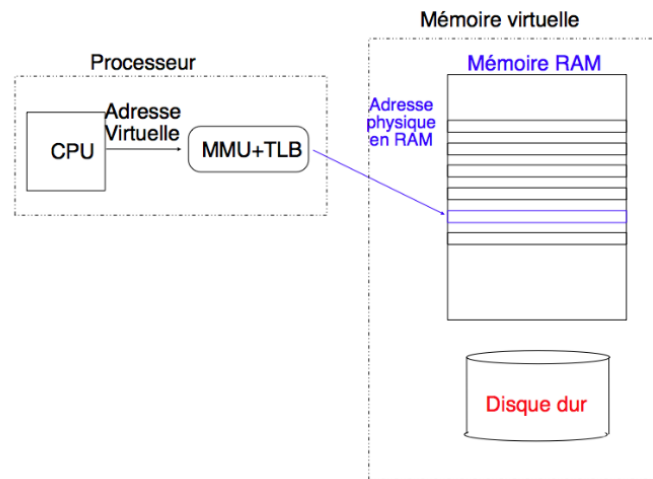 Mémoire virtuelle
Processeur
Mémoire RAM
Adresse
Virtuelle
Adresse
physique
en RAM
CPU
MMU+TLB
Disque dur